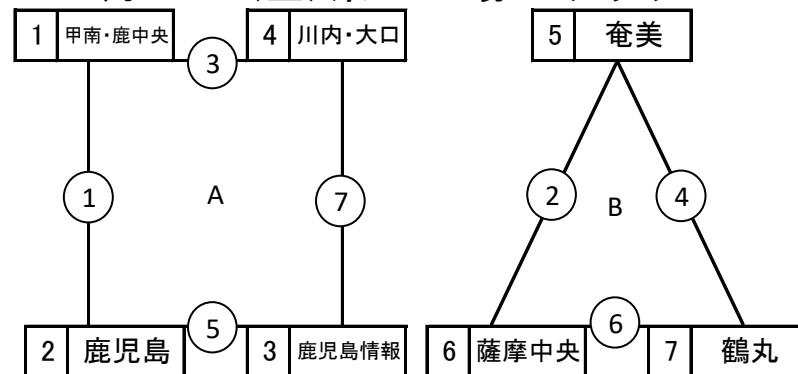 1 甲南・鹿中央 4 川内・大口 5 奄美
3
1 A 7 2 B 4
5 6
2 鹿児島 3 鹿児島情報 6 薩摩中央 7 鶴丸